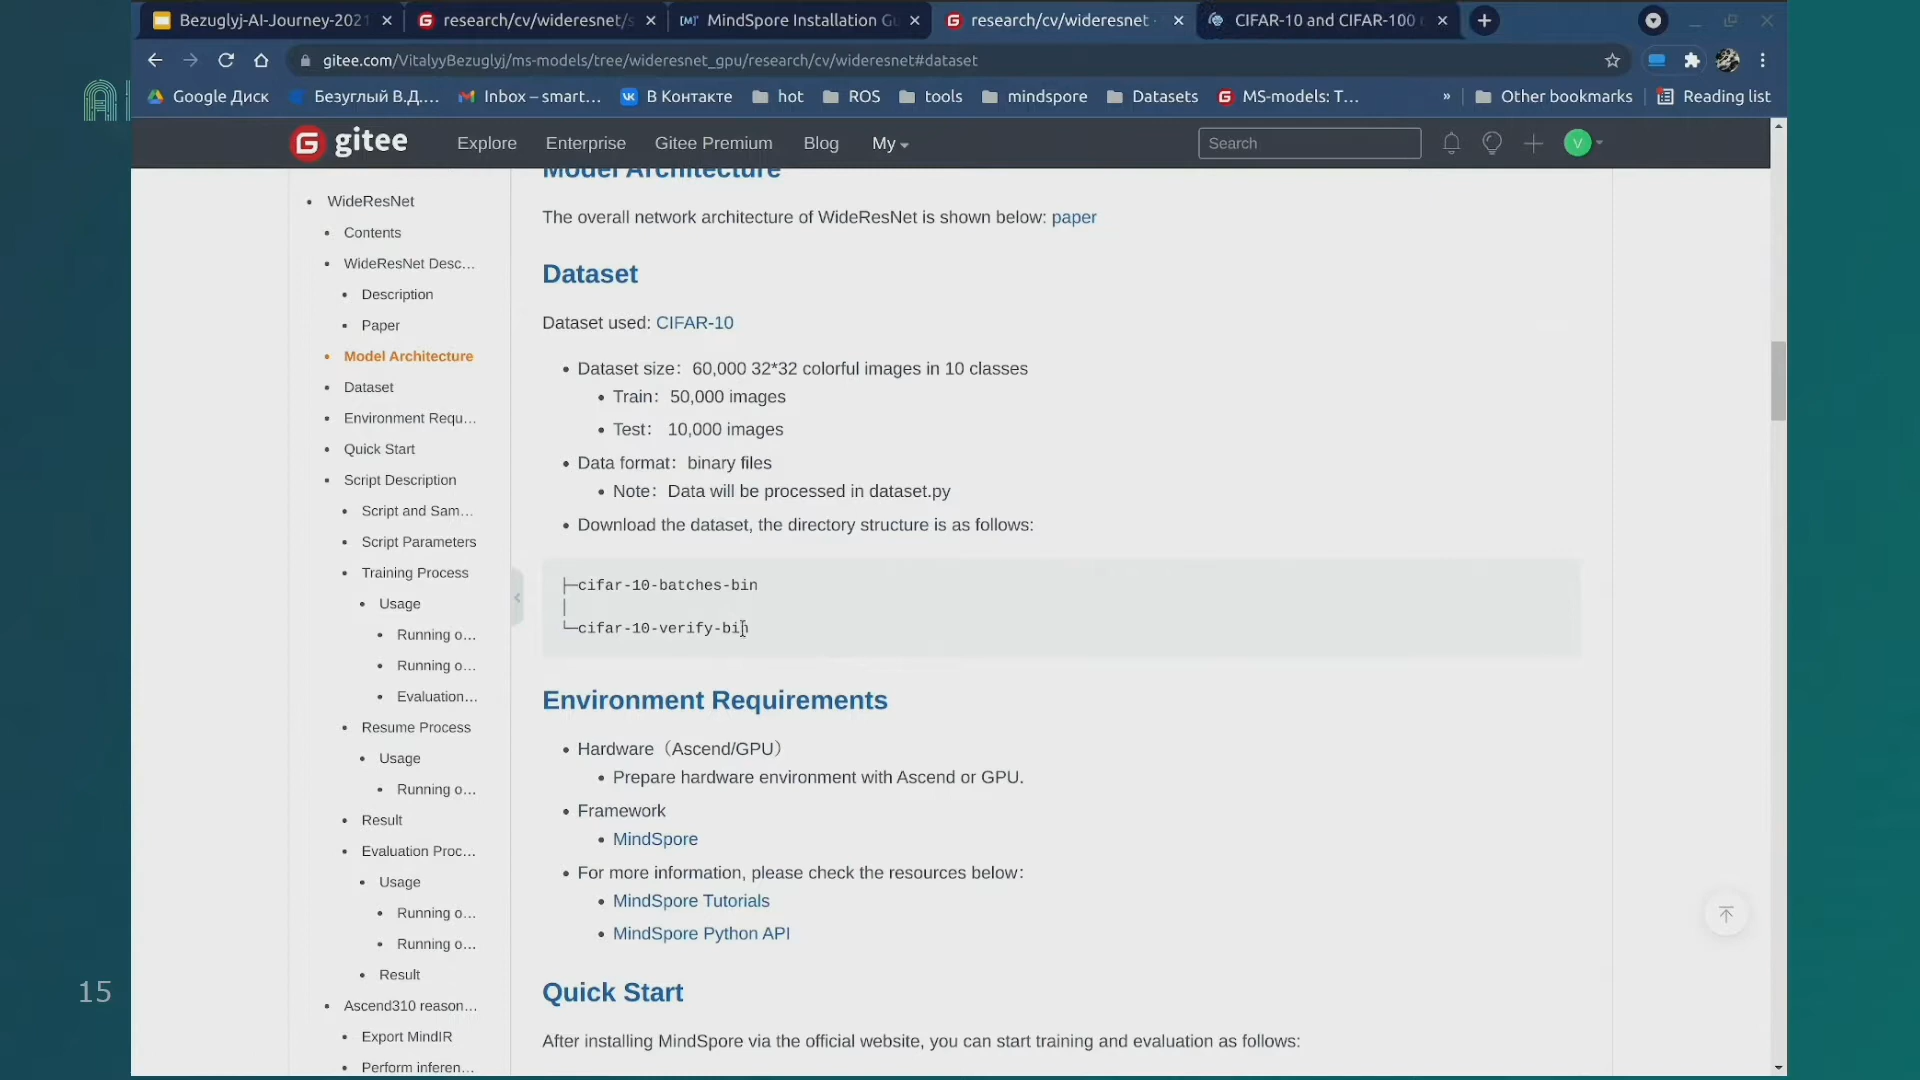 Bezuglyj-AI-Journey-2021
research/cv/wideresnet/s
MindSpore Installation Gu
research/cv/wideresnet
CIFAR-10 and CIFAR-100
gitee.com/VitalyyBezuglyj/ms-models/tree/wideresnet_gpu/research/cv/wideresnet#dataset
Google Диск
Безуглый В.Д....
Inbox – smart...
В Контакте
hot
ROS
tools
mindspore
Datasets
MS-models: T...
»
Other bookmarks
Reading list
gitee
Explore
Enterprise
Gitee Premium
Blog
My
Search
V
WideResNet
Contents
WideResNet Desc...
Description
Paper
Model Architecture
Dataset
Environment Requ...
Quick Start
Script Description
Script and Sam...
Script Parameters
Training Process
Usage
Running o...
Running o...
Evaluation...
Resume Process
Usage
Running o...
Result
Evaluation Proc...
Usage
Running o...
Running o...
Result
Ascend310 reason...
Export MindIR
Perform inferen...
Model Architecture
The overall network architecture of WideResNet is shown below: paper
Dataset
Dataset used: CIFAR-10
Dataset size：60,000 32*32 colorful images in 10 classes
Train：50,000 images
Test：10,000 images
Data format：binary files
Note：Data will be processed in dataset.py
Download the dataset, the directory structure is as follows:
├─cifar-10-batches-bin
│
└─cifar-10-verify-bin
Environment Requirements
Hardware（Ascend/GPU）
Prepare hardware environment with Ascend or GPU.
Framework
MindSpore
For more information, please check the resources below：
MindSpore Tutorials
MindSpore Python API
Quick Start
After installing MindSpore via the official website, you can start training and evaluation as follows:
15